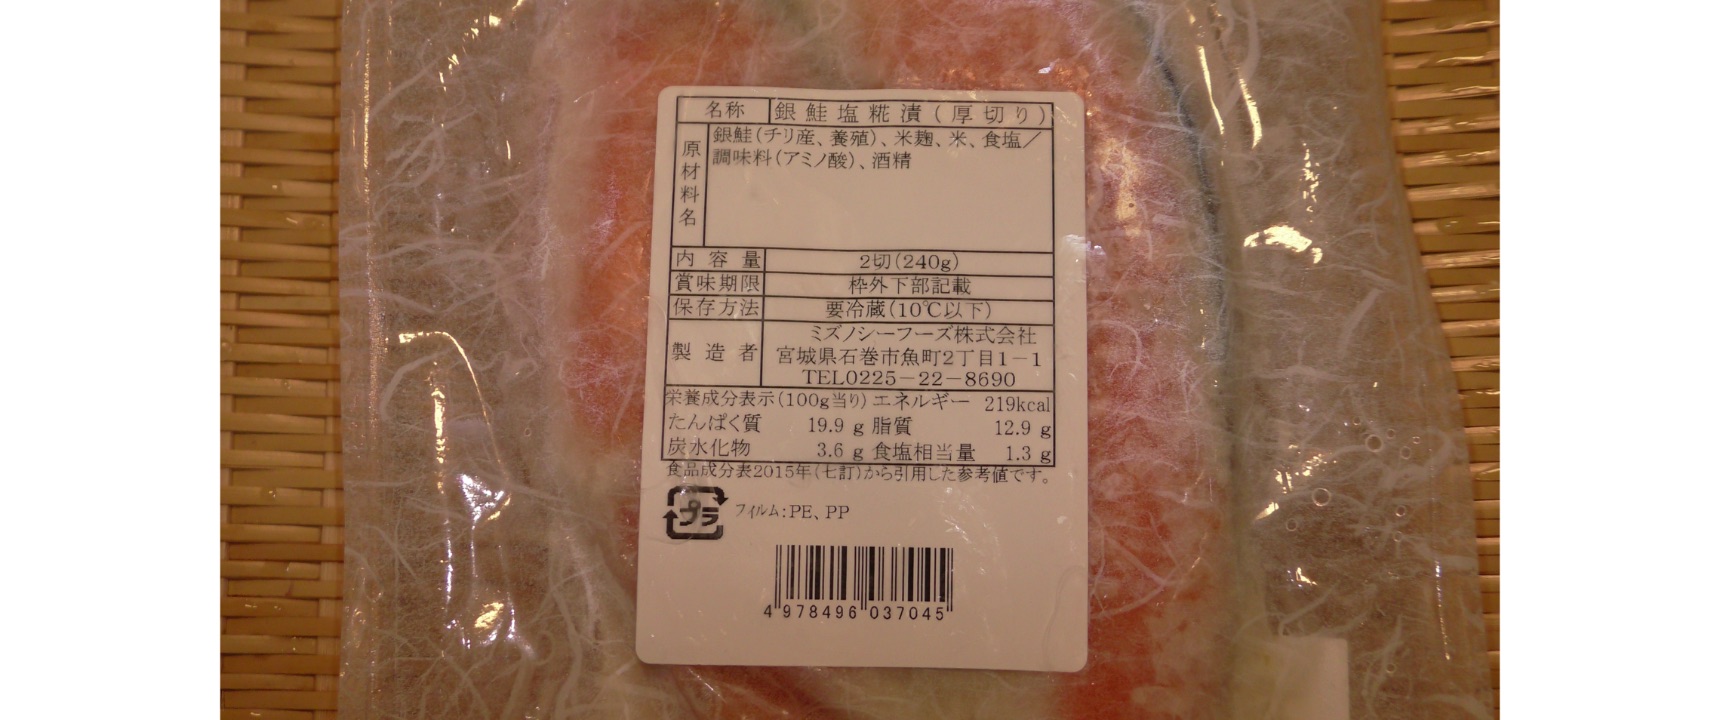 名称 銀鮭塩糀漬(厚切り)
原材料名 銀鮭(チリ産、養殖)、米麹、米、食塩／
調味料(アミノ酸)、酒精
内容量 2切(240g)
賞味期限 枠外下部記載
保存方法 要冷蔵(10℃以下)
製造者 ミズノシーフーズ株式会社
宮城県石巻市魚町2丁目1－1
TEL0225－22－8690
栄養成分表示(100g当り) エネルギー 219kcal
たんぱく質 19.9 g 脂質 12.9 g
炭水化物 3.6 g 食塩相当量 1.3 g
食品成分表2015年(七訂)から引用した参考値です。
プラ フィルム:PE、PP
4 978496 037045